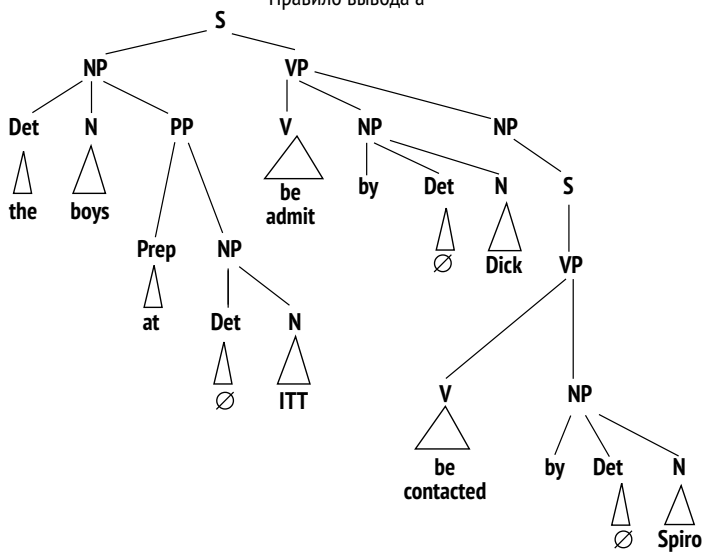 Правило вывода a
S
NP VP
Det N PP V NP NP
the boys be admit by Det N S
∅ Dick
Prep NP VP
at Det N
∅ ITT V NP
be contacted by Det N
∅ Spiro